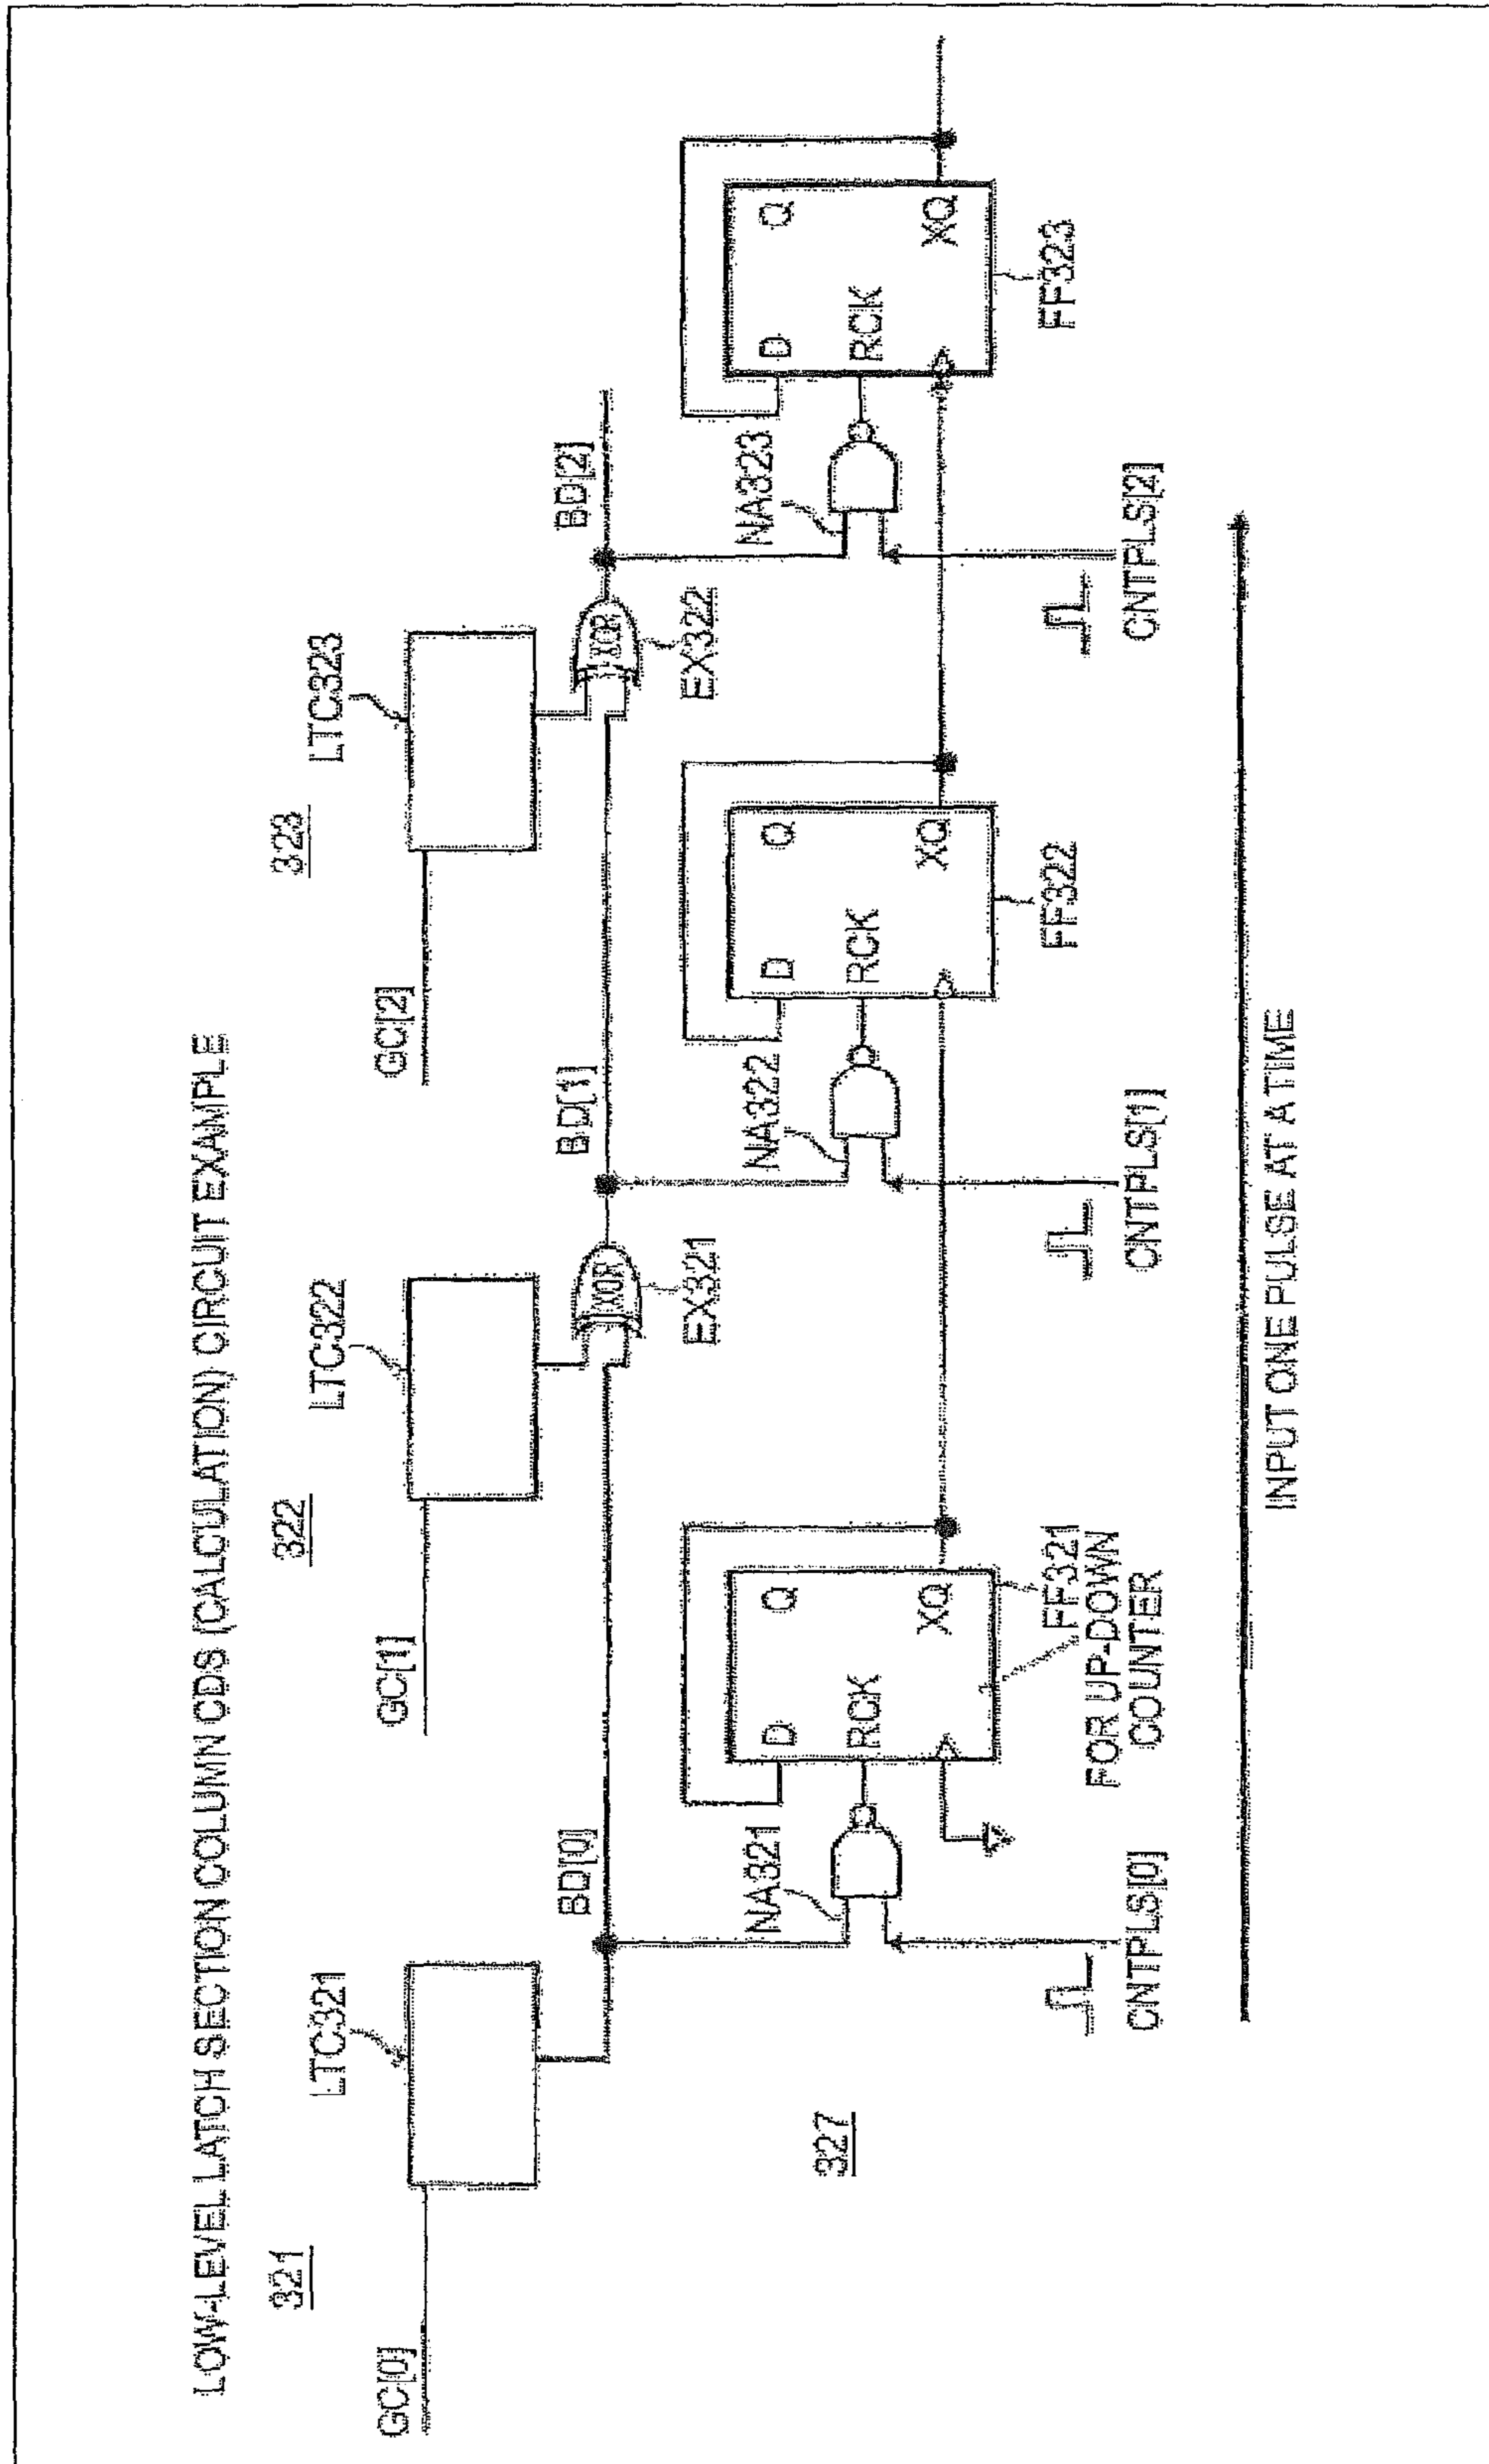 LOW-LEVEL LATCH SECTION COLUMN CDS (CALCULATION) CIRCUIT EXAMPLE
321
322
323
LTC321
LTC322
LTC323
GC[0]
GC[1]
GC[2]
BD[0]
BD[1]
BD[2]
XOR
EX321
XOR
EX322
NA321
NA322
NA323
D
Q
RCK
XQ
D
Q
RCK
XQ
D
Q
RCK
XQ
327
FF321
FOR UP-DOWN
COUNTER
FF322
FF323
CNTPLS[0]
CNTPLS[1]
CNTPLS[2]
INPUT ONE PULSE AT A TIME